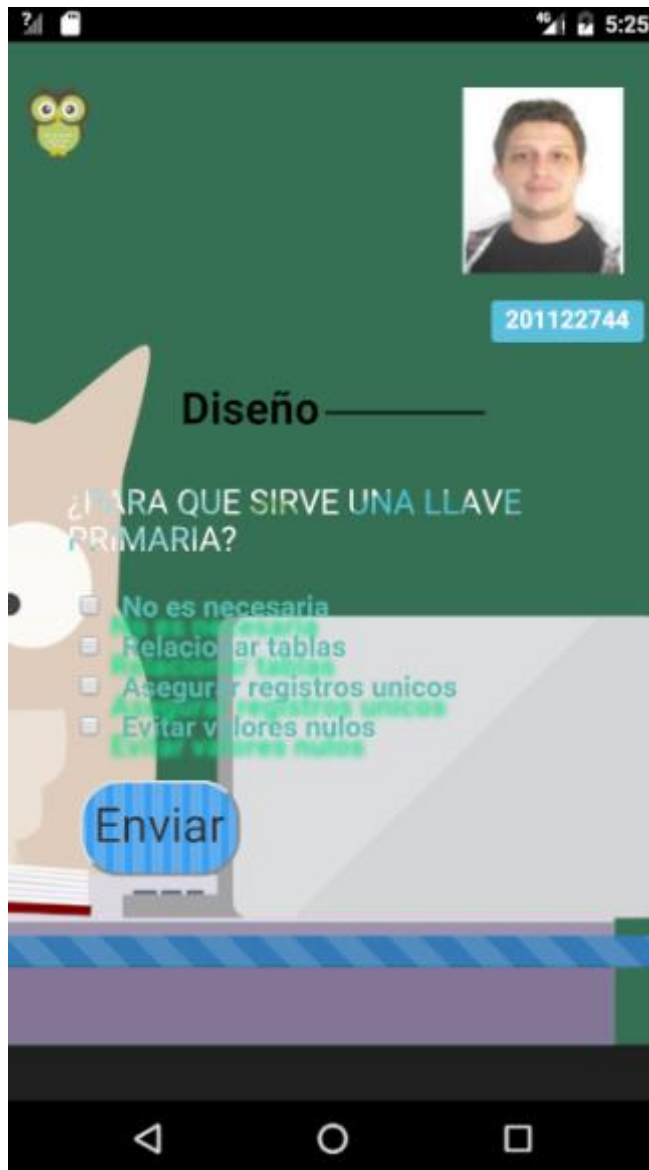 4G 5:25
201122744
Diseño
¿PARA QUE SIRVE UNA LLAVE
PRIMARIA?
No es necesaria
Relacionar tablas
Asegurar registros unicos
Evitar valores nulos
Enviar